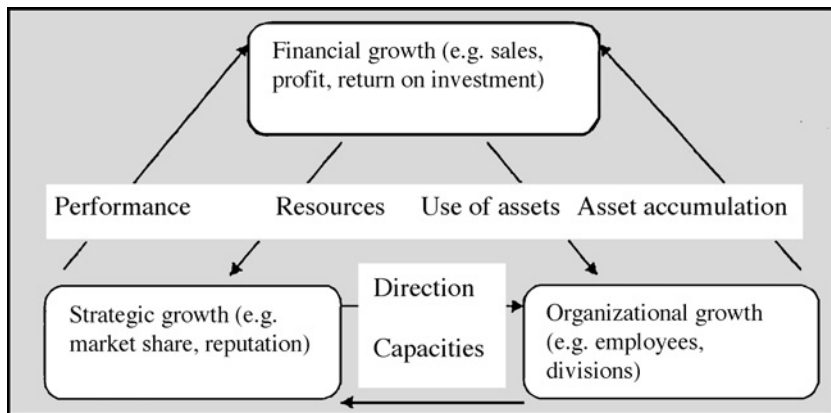 Financial growth (e.g. sales,
profit, return on investment)
Performance
Resources
Use of assets
Asset accumulation
Strategic growth (e.g.
market share, reputation)
Direction
Capacities
Organizational growth
(e.g. employees,
divisions)